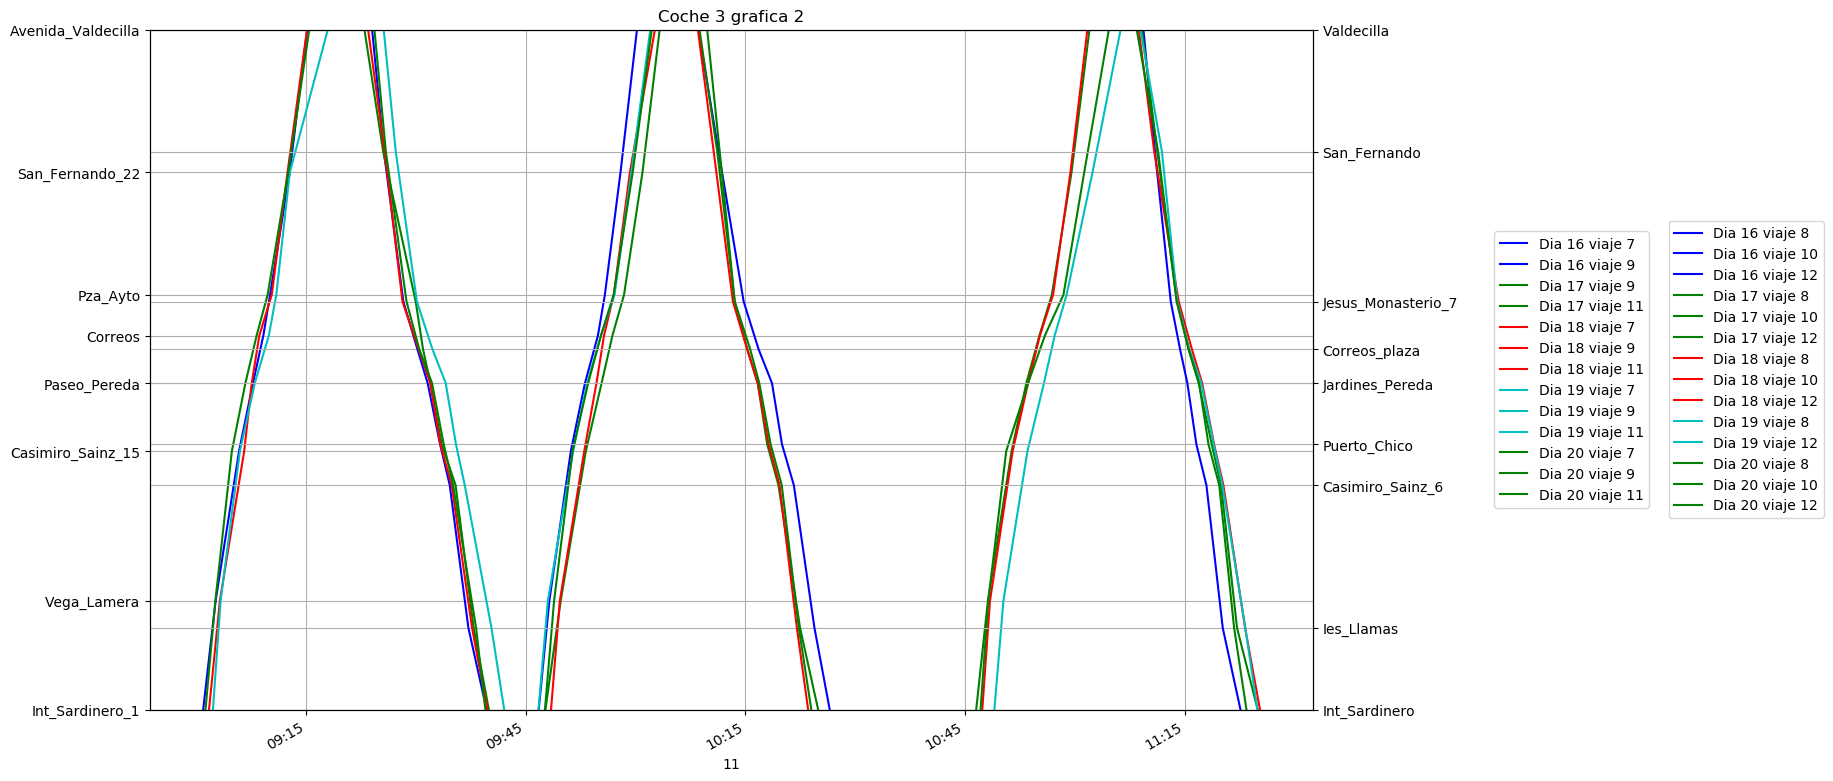 Coche 3 grafica 2
Avenida_Valdecilla
San_Fernando_22
Pza_Ayto
Correos
Paseo_Pereda
Casimiro_Sainz_15
Vega_Lamera
Int_Sardinero_1
Valdecilla
San_Fernando
Jesus_Monasterio_7
Correos_plaza
Jardines_Pereda
Puerto_Chico
Casimiro_Sainz_6
Ies_Llamas
Int_Sardinero
09:15
09:45
10:15
10:45
11:15
11
Dia 16 viaje 7
Dia 16 viaje 9
Dia 17 viaje 9
Dia 17 viaje 11
Dia 18 viaje 7
Dia 18 viaje 9
Dia 18 viaje 11
Dia 19 viaje 7
Dia 19 viaje 9
Dia 19 viaje 11
Dia 20 viaje 7
Dia 20 viaje 9
Dia 20 viaje 11
Dia 16 viaje 8
Dia 16 viaje 10
Dia 16 viaje 12
Dia 17 viaje 8
Dia 17 viaje 10
Dia 17 viaje 12
Dia 18 viaje 8
Dia 18 viaje 10
Dia 18 viaje 12
Dia 19 viaje 8
Dia 19 viaje 12
Dia 20 viaje 8
Dia 20 viaje 10
Dia 20 viaje 12